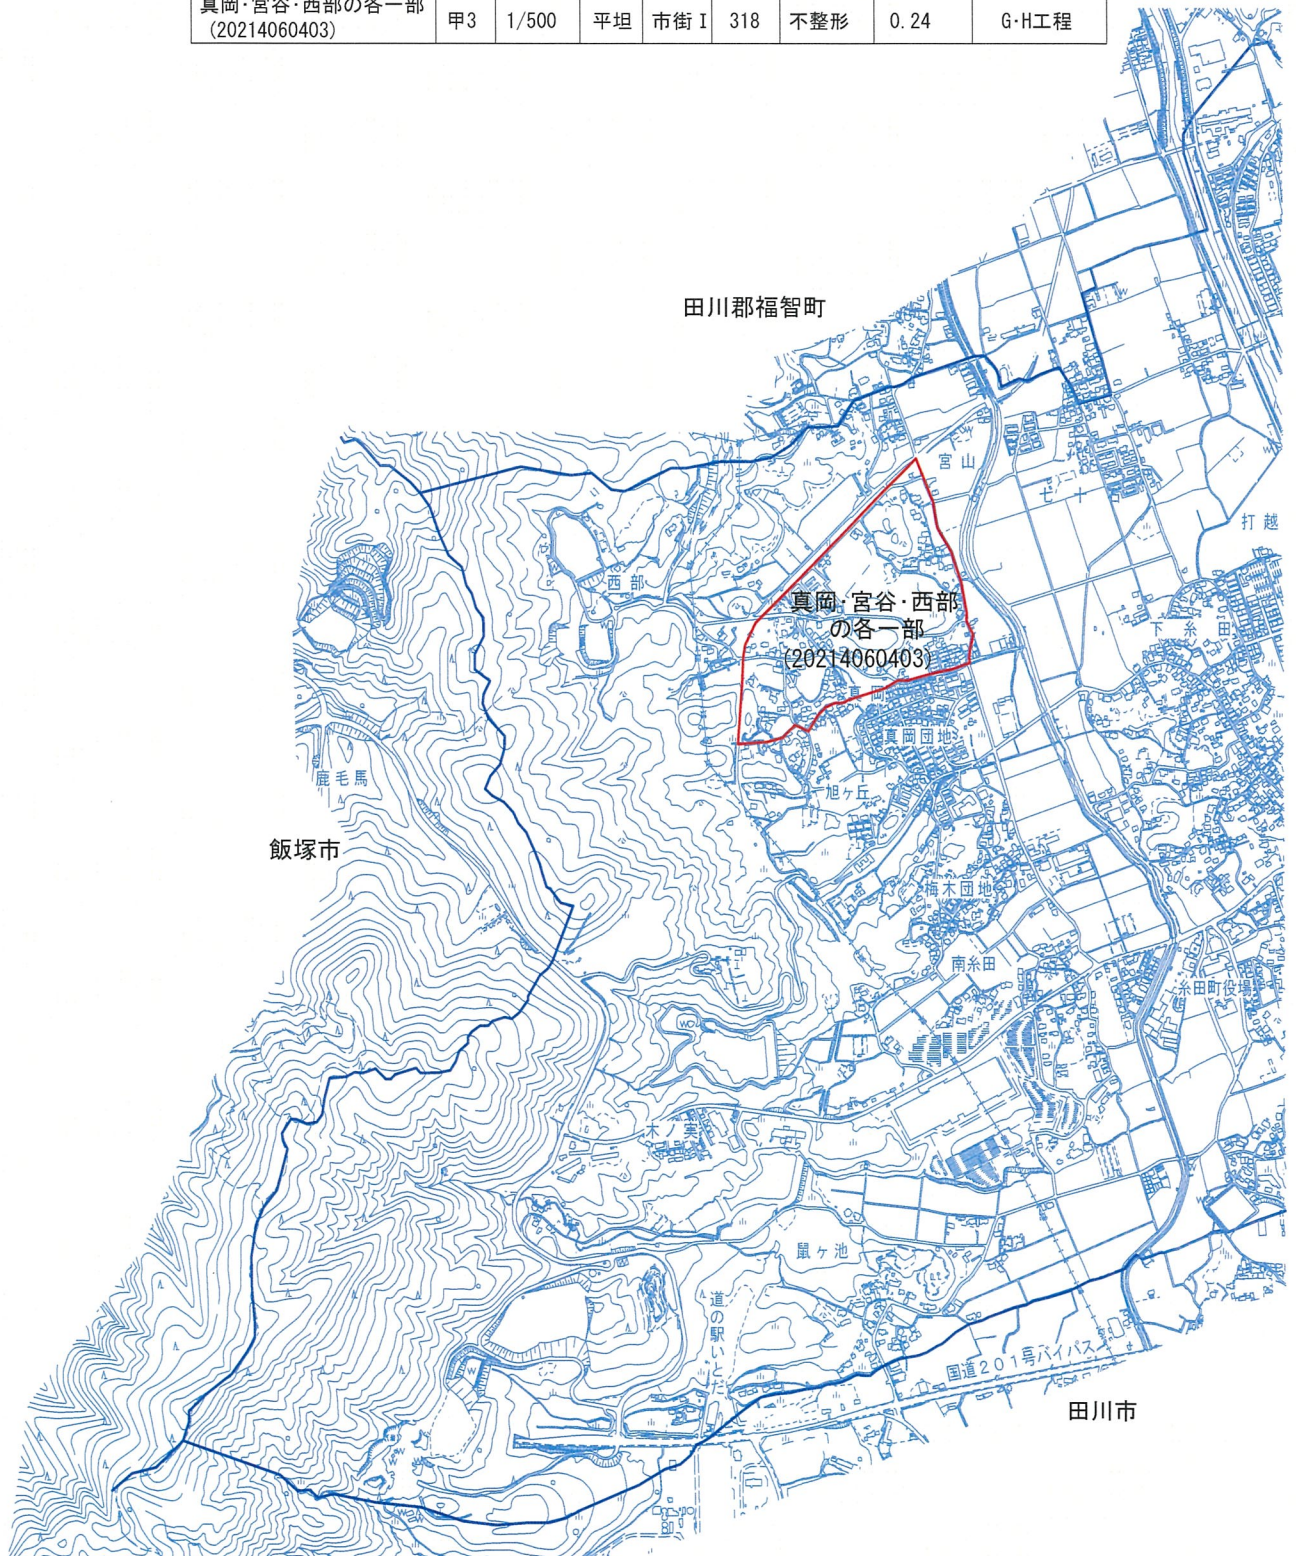 真岡・宮谷・西部の各一部
(20214060403)
甲3
1/500
平坦
市街Ⅰ
318
不整形
0.24
G・H工程
田川郡福智町
宮山
七十
打越
西部
真岡・宮谷・西部
の各一部
(20214060403)
下糸田
真岡
真岡団地
鹿毛馬
旭ヶ丘
飯塚市
梅木団地
南糸田
糸田町役場
木ノ実
鼠ヶ池
道の駅いとだ
国道201号バイパス
田川市